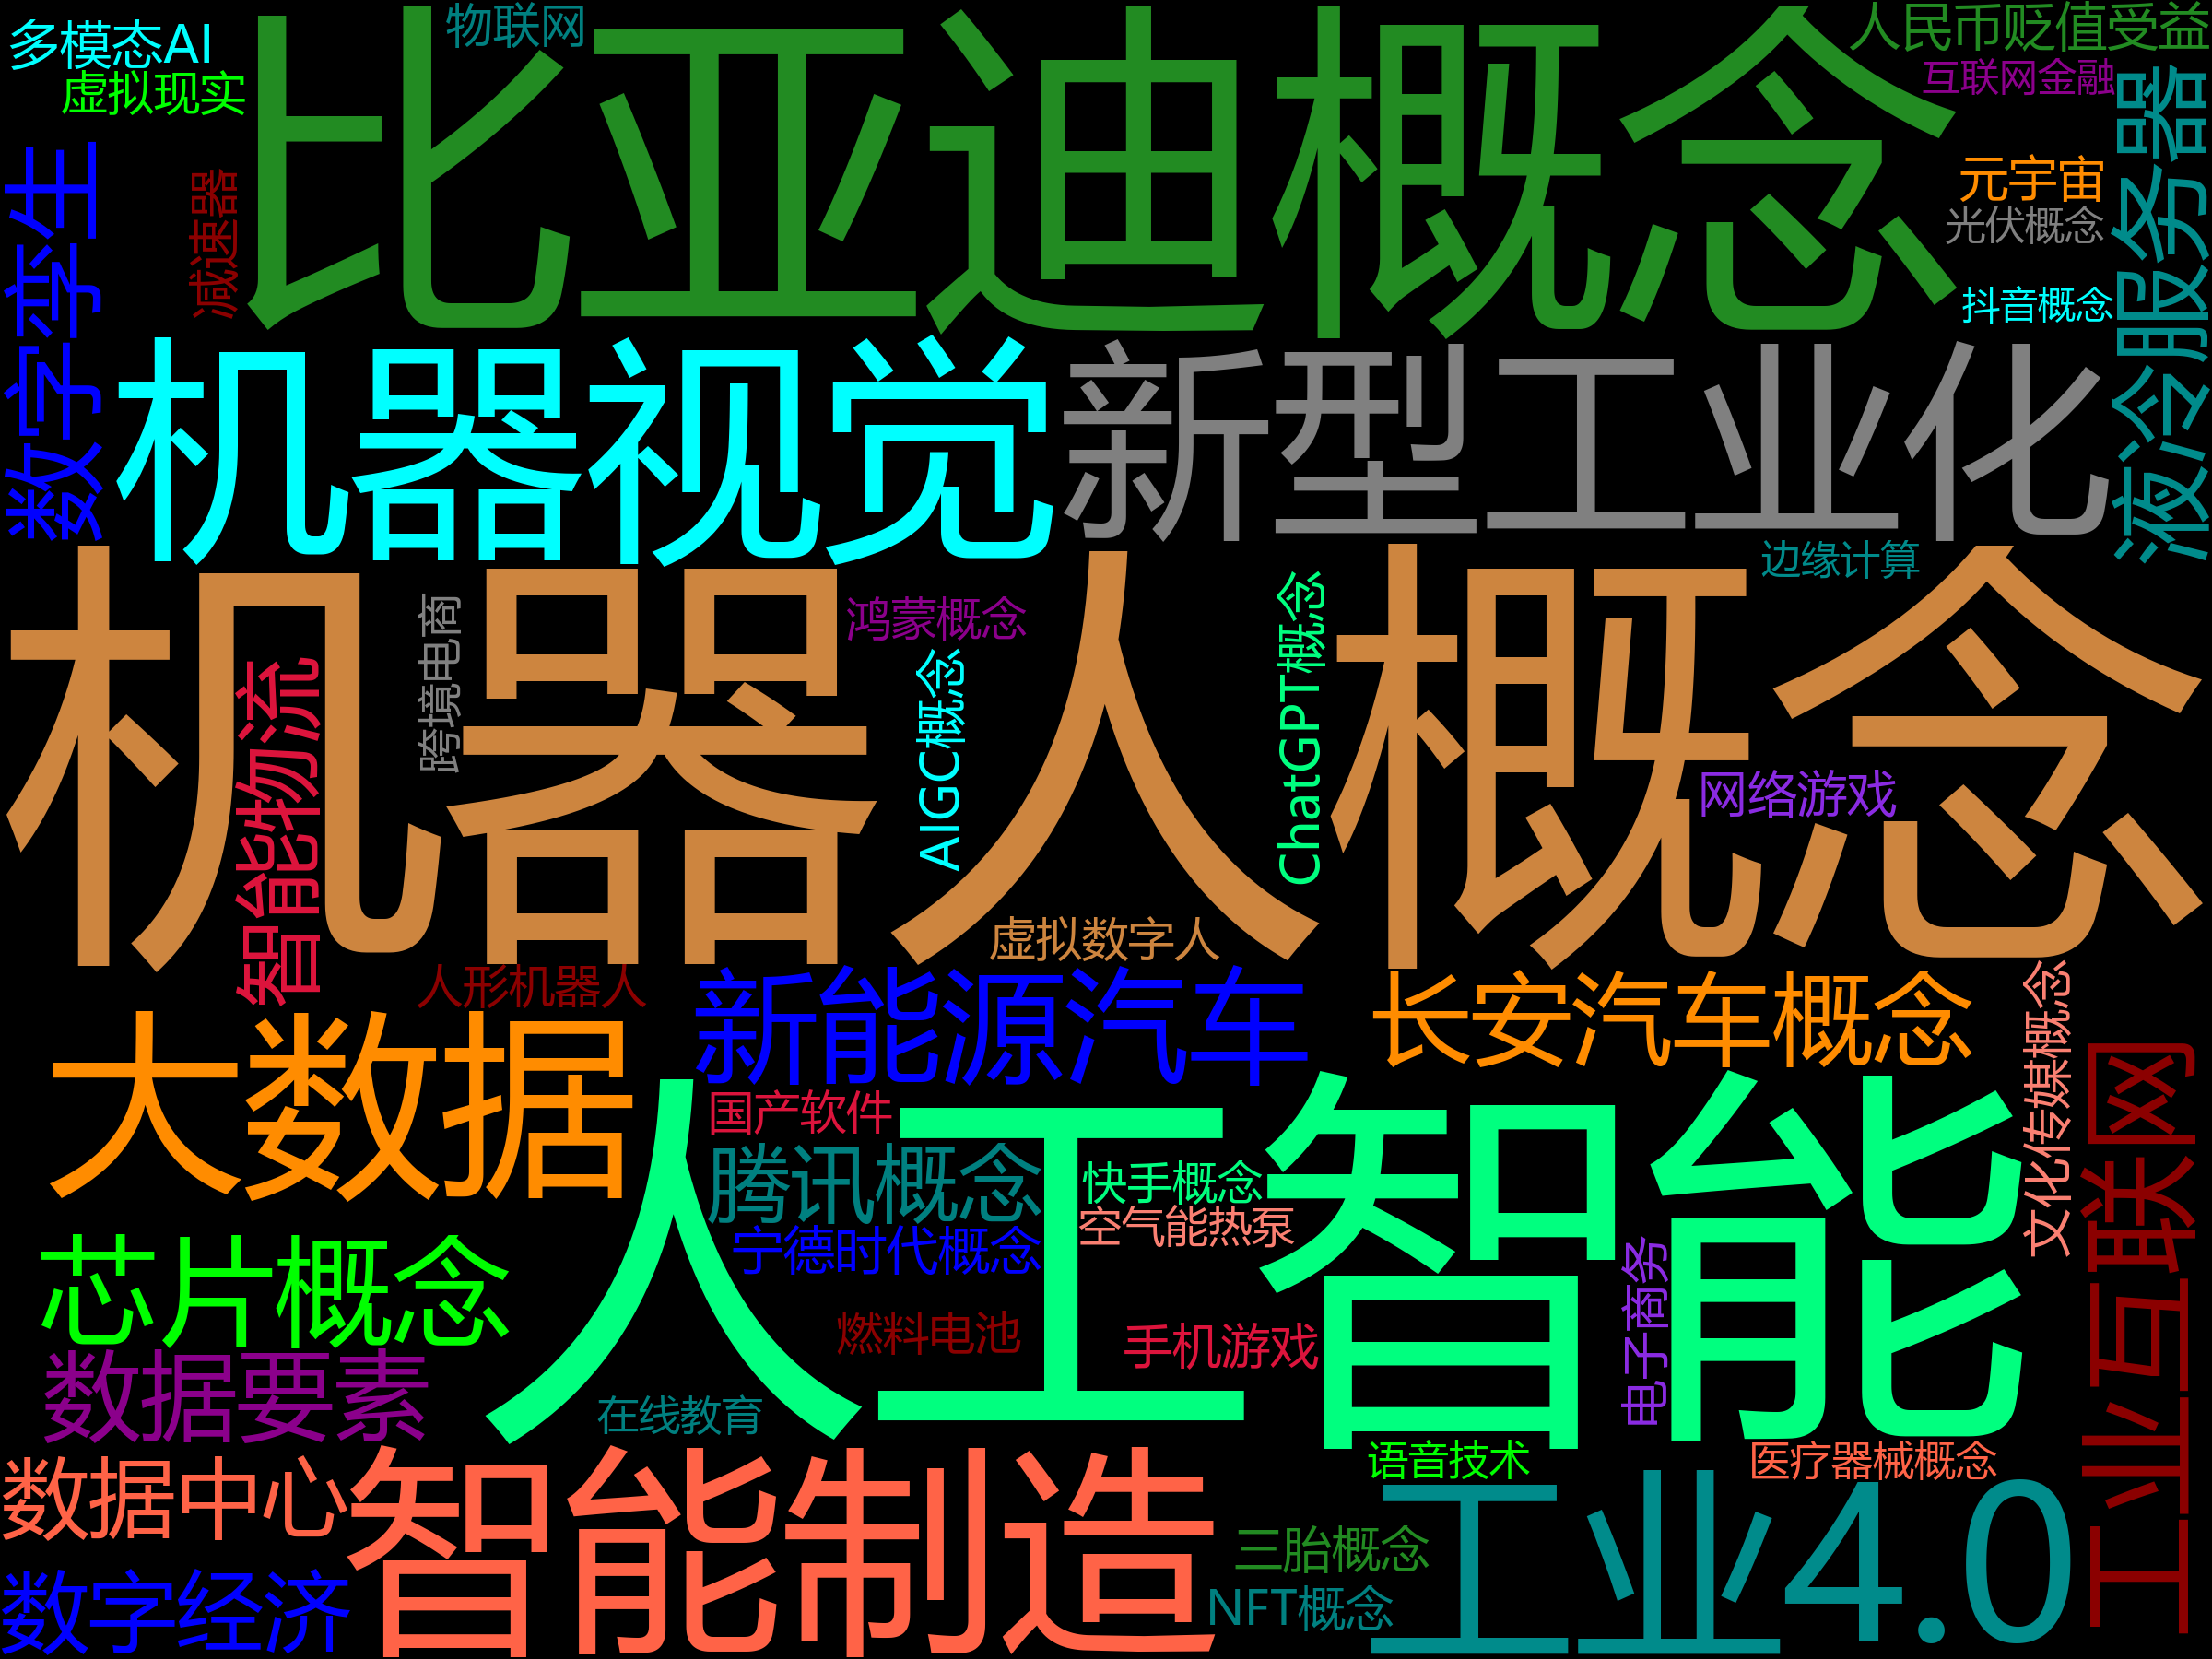 多模态AI
物联网
比亚迪概念
人民币贬值受益
虚拟现实
互联网金融
减速器
元宇宙
光伏概念
抖音概念
数字孪生
液冷服务器
机器视觉
新型工业化
边缘计算
机器人概念
鸿蒙概念
跨境电商
AIGC概念
ChatGPT概念
网络游戏
智能物流
虚拟数字人
人形机器人
新能源汽车
长安汽车概念
文化传媒概念
大数据
工业互联网
人工智能
国产软件
腾讯概念
快手概念
空气能热泵
宁德时代概念
芯片概念
电子商务
燃料电池
手机游戏
数据要素
在线教育
语音技术
医疗器械概念
数据中心
智能制造
工业4.0
三胎概念
数字经济
NFT概念